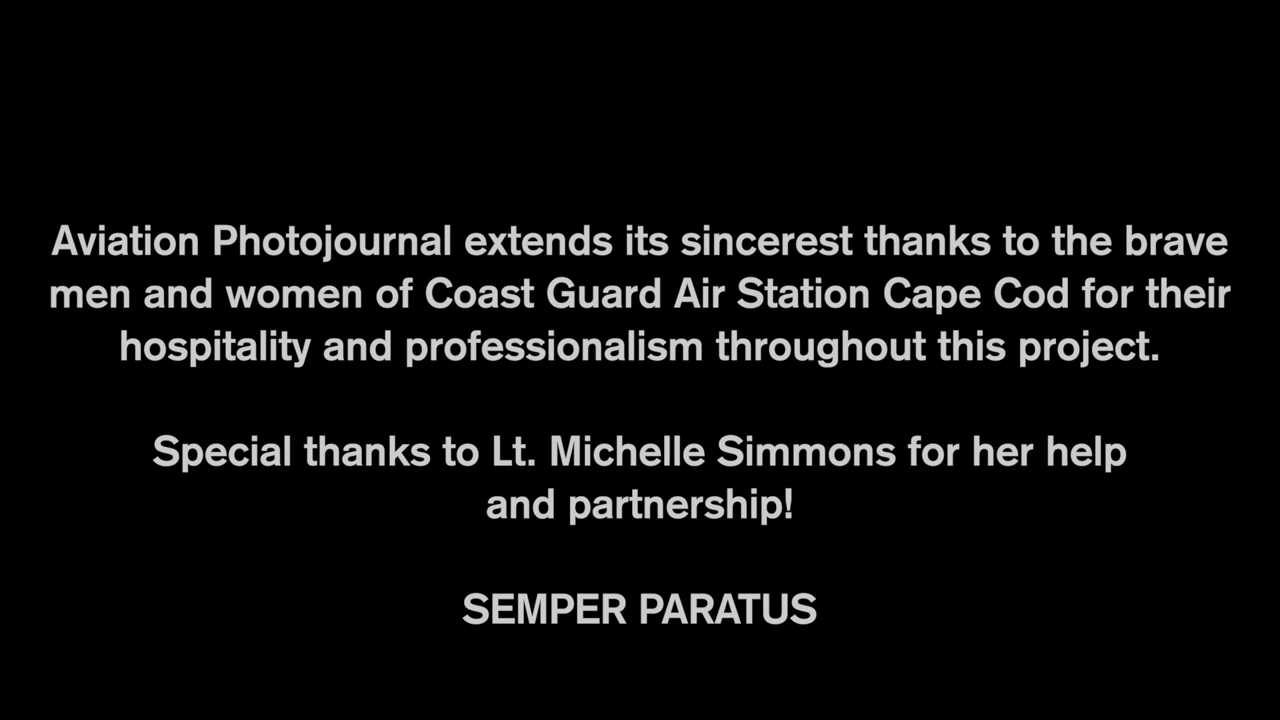 Aviation Photojournal extends its sincerest thanks to the brave
men and women of Coast Guard Air Station Cape Cod for their
hospitality and professionalism throughout this project.
Special thanks to Lt. Michelle Simmons for her help
and partnership!
SEMPER PARATUS